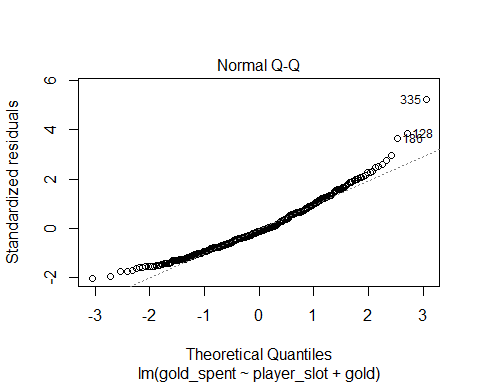 Normal Q-Q
Standardized residuals
6
4
2
0
-2
335
128
186
-3 -2 -1 0 1 2 3
Theoretical Quantiles
lm(gold_spent ~ player_slot + gold)